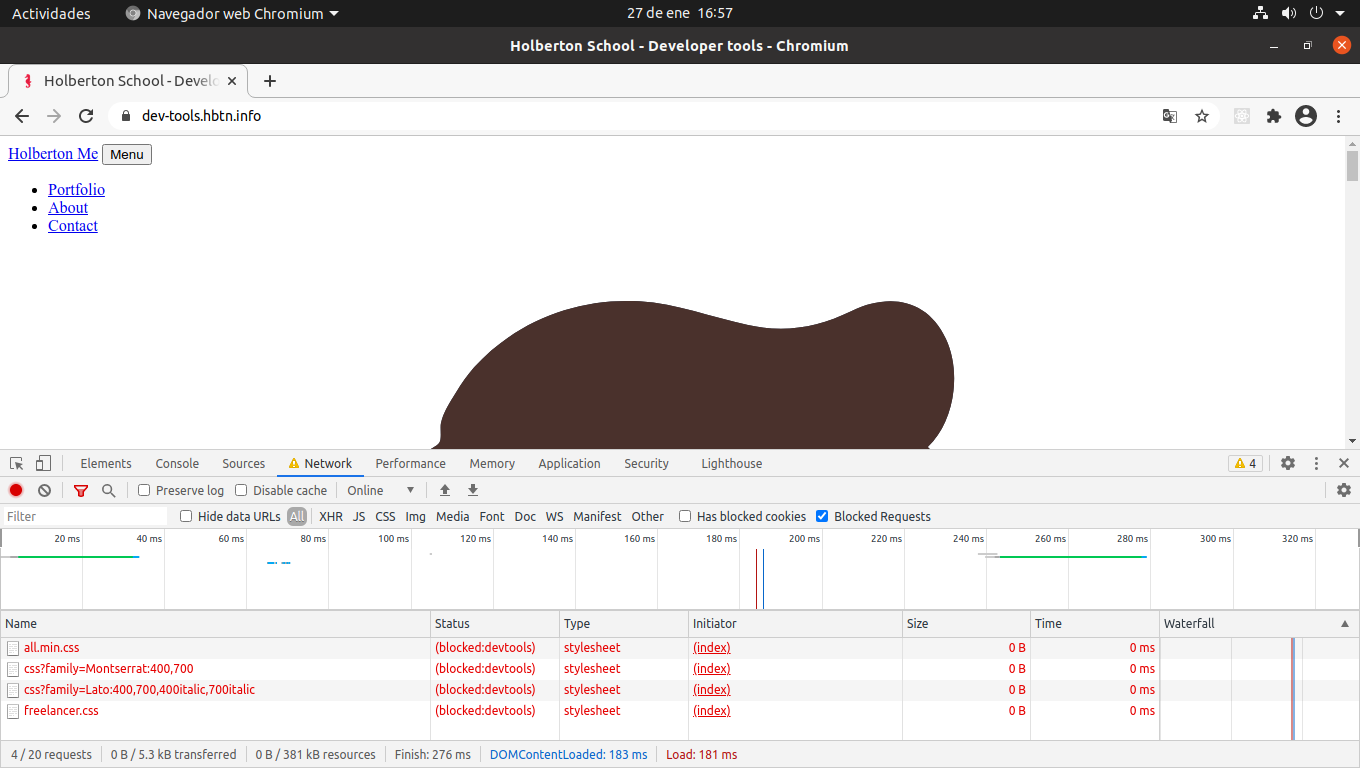 Actividades Navegador web Chromium 27 de ene 16:57
Holberton School - Developer tools - Chromium
Holberton School - Develo
dev-tools.hbtn.info
Holberton Me Menu
Portfolio
About
Contact
Elements Console Sources Network Performance Memory Application Security Lighthouse 4
Preserve log Disable cache Online
Filter Hide data URLs All XHR JS CSS Img Media Font Doc WS Manifest Other Has blocked cookies Blocked Requests
20 ms 40 ms 60 ms 80 ms 100 ms 120 ms 140 ms 160 ms 180 ms 200 ms 220 ms 240 ms 260 ms 280 ms 300 ms 320 ms
Name Status Type Initiator Size Time Waterfall
all.min.css (blocked:devtools) stylesheet (index) 0 B 0 ms
css?family=Montserrat:400,700 (blocked:devtools) stylesheet (index) 0 B 0 ms
css?family=Lato:400,700,400italic,700italic (blocked:devtools) stylesheet (index) 0 B 0 ms
freelancer.css (blocked:devtools) stylesheet (index) 0 B 0 ms
4 / 20 requests 0 B / 5.3 kB transferred 0 B / 381 kB resources Finish: 276 ms DOMContentLoaded: 183 ms Load: 181 ms